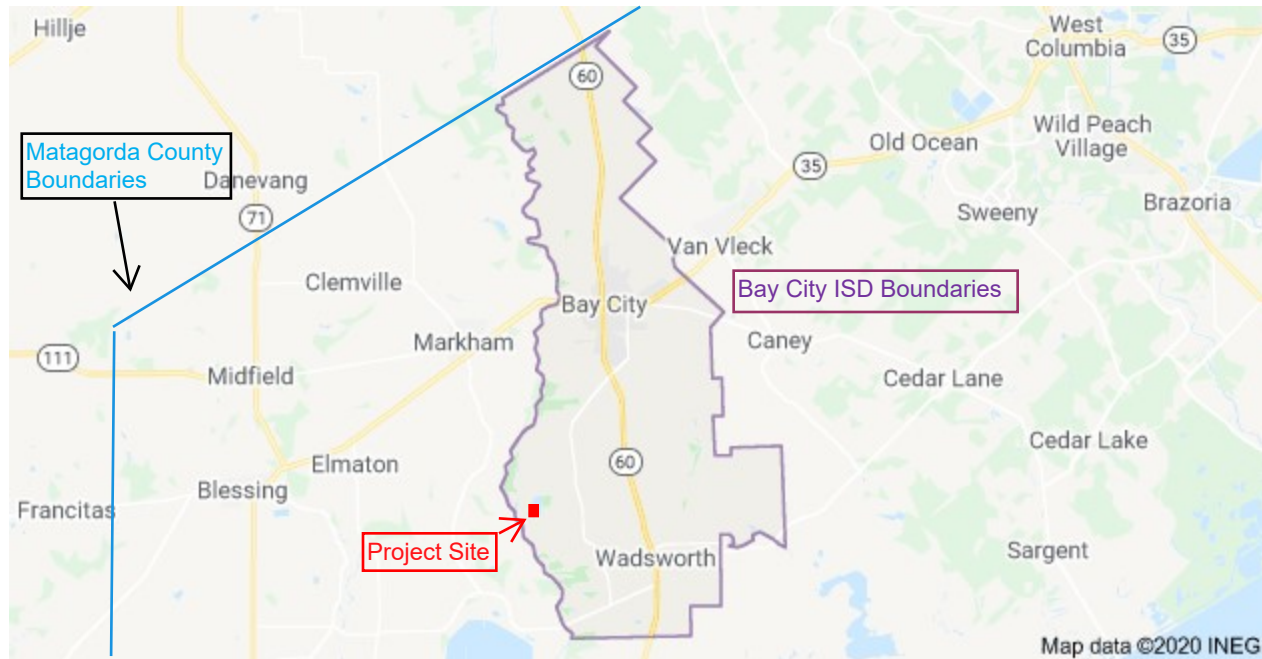 Hillje
West
Columbia
35
60
Wild Peach
Village
Old Ocean
Matagorda County
Boundaries
35
Danevang
71
Brazoria
Sweeny
Van Vleck
Clemville
Bay City ISD Boundaries
Bay City
Markham
Caney
111
Midfield
Cedar Lane
Cedar Lake
Elmaton
60
Blessing
Francitas
Project Site
Wadsworth
Sargent
Map data ©2020 INEG